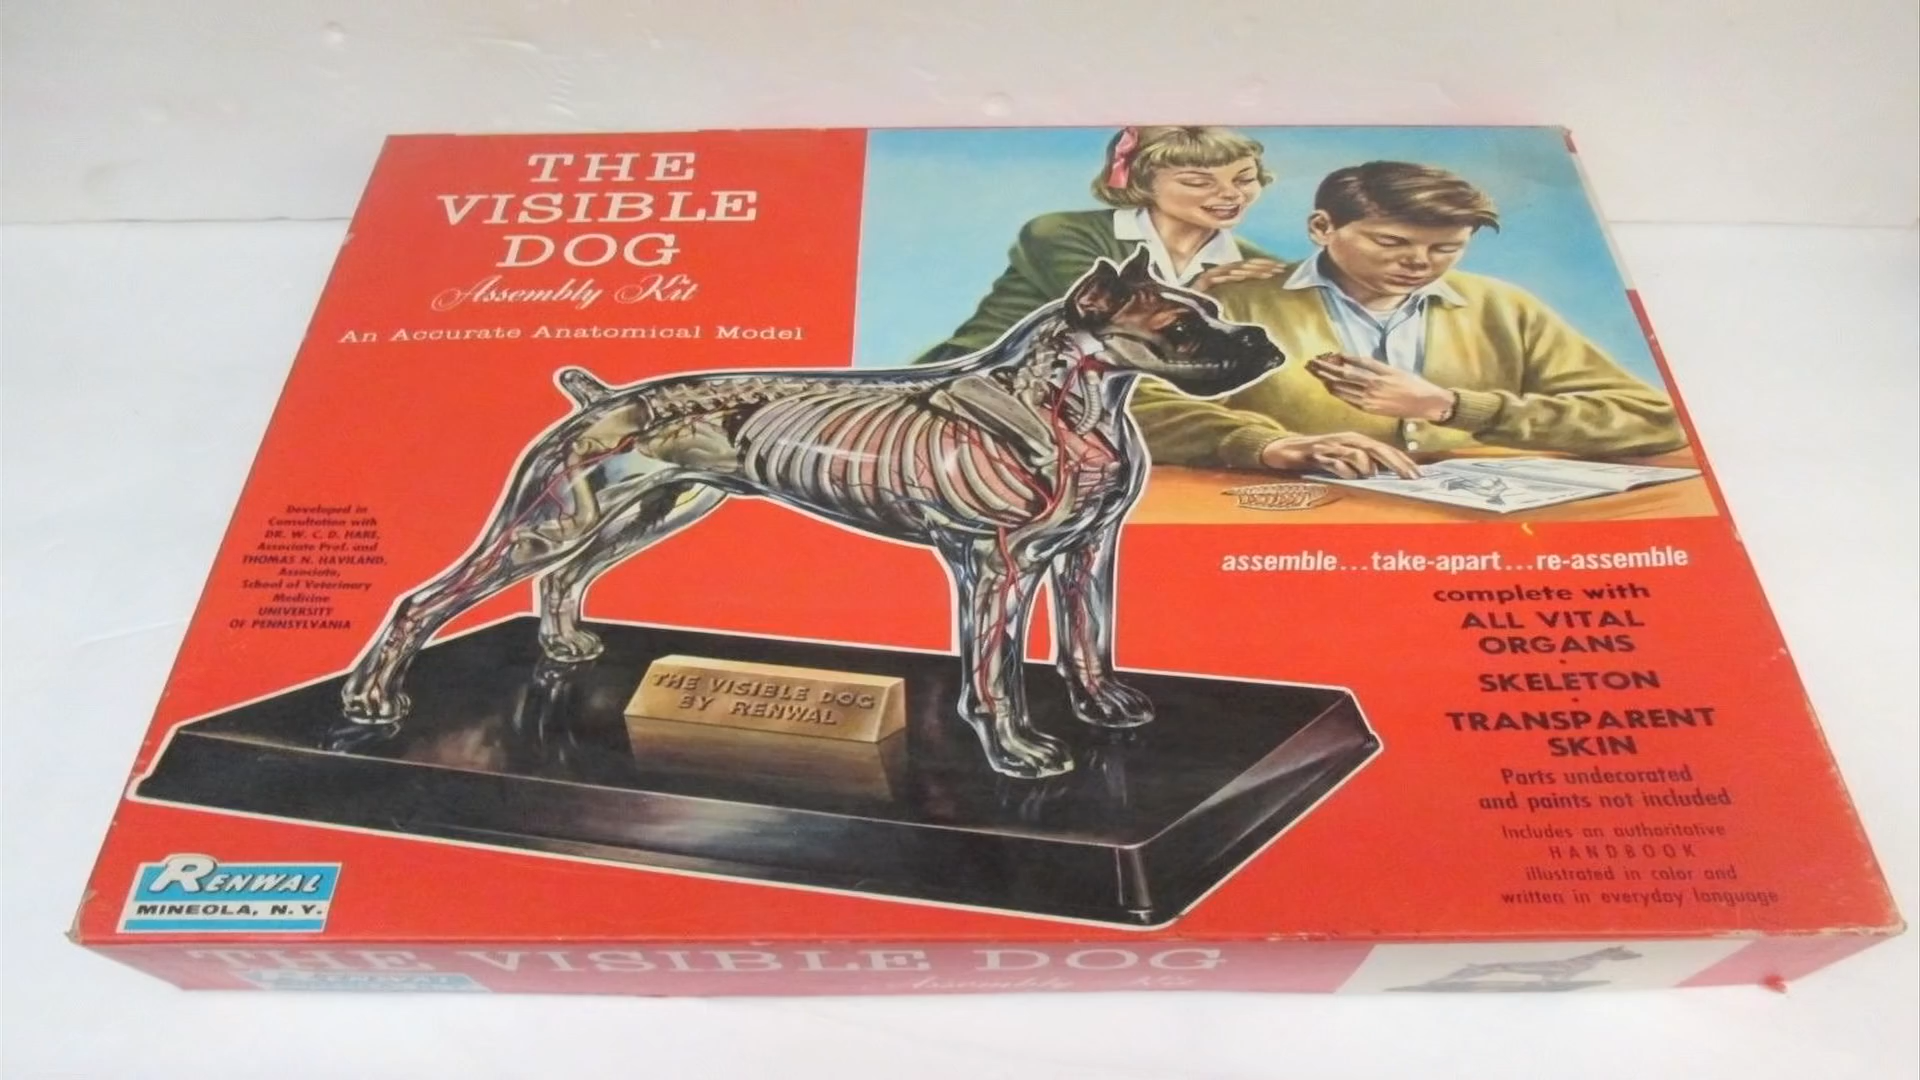 THE
VISIBLE
DOG
Assembly Kit
An Accurate Anatomical Model
Developed in
Consultation with
DR. W. C. D. HARE,
Associate Prof. and
THOMAS N. HAVILAND,
Associate,
School of Veterinary
Medicine
UNIVERSITY
OF PENNSYLVANIA
THE VISIBLE DOG
BY RENWAL
assemble...take-apart...re-assemble
complete with
ALL VITAL
ORGANS
•
SKELETON
•
TRANSPARENT
SKIN
Parts undecorated
and paints not included
Includes an authoritative
HANDBOOK
illustrated in color and
written in everyday language
RENWAL
MINEOLA, N. Y.
THE VISIBLE DOG
Assembly Kit
RENWAL